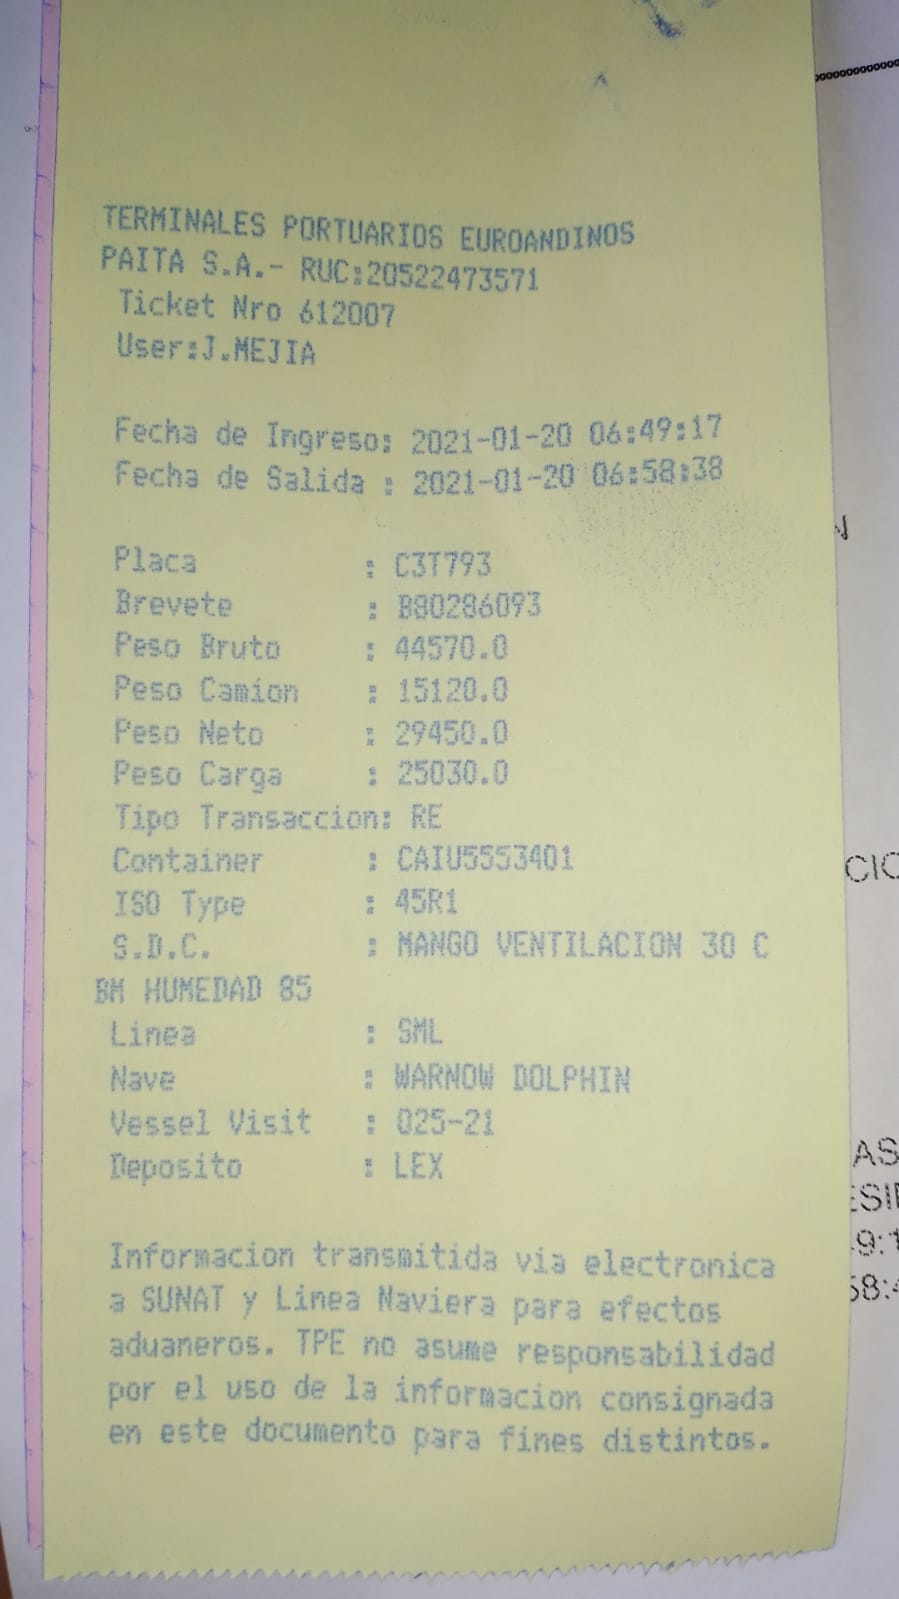 TERMINALES PORTUARIOS EUROANDINOS
PAITA S.A.- RUC:20522473571
Ticket Nro 612007
User:J.MEJIA
Fecha de Ingreso: 2021-01-20 06:49:17
Fecha de Salida : 2021-01-20 06:58:38
Placa : C3T793
Brevete : B80286093
Peso Bruto : 44570.0
Peso Camion : 15120.0
Peso Neto : 29450.0
Peso Carga : 25030.0
Tipo Transaccion: RE
Container : CAIU5553401
ISO Type : 45R1
S.D.C. : MANGO VENTILACION 30 C
BM HUMEDAD 85
Linea : SML
Nave : WARNOW DOLPHIN
Vessel Visit : 025-21
Deposito : LEX
Informacion transmitida via electronica
a SUNAT y Linea Naviera para efectos
aduaneros. TPE no asume responsabilidad
por el uso de la informacion consignada
en este documento para fines distintos.